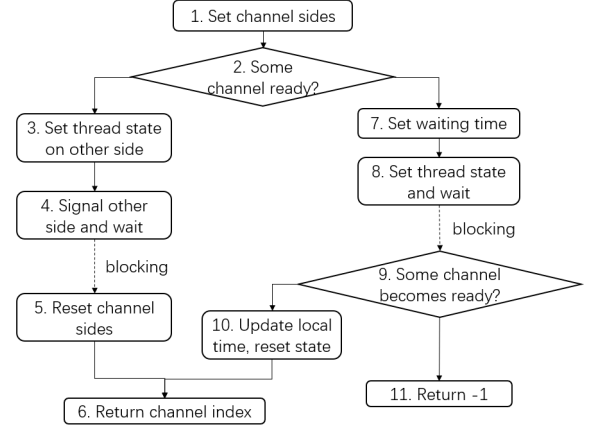 1. Set channel sides
2. Some
channel ready?
3. Set thread state
on other side
4. Signal other
side and wait
blocking
5. Reset channel
sides
6. Return channel index
7. Set waiting time
8. Set thread state
and wait
blocking
9. Some channel
becomes ready?
10. Update local
time, reset state
11. Return -1